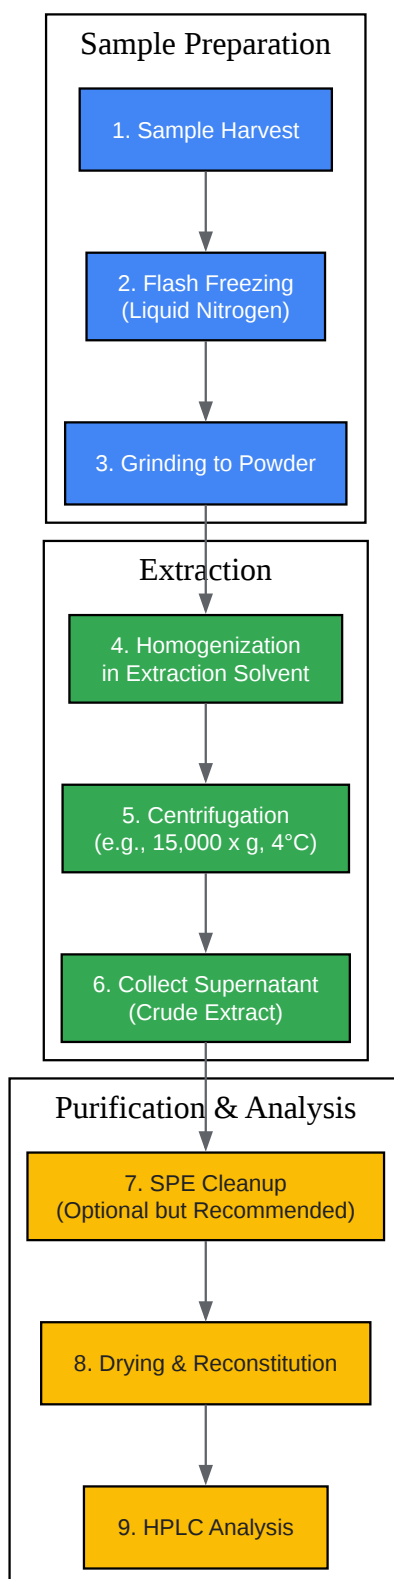 Sample Preparation
1. Sample Harvest
2. Flash Freezing
(Liquid Nitrogen)
3. Grinding to Powder
Extraction
4. Homogenization
in Extraction Solvent
5. Centrifugation
(e.g., 15,000 x g, 4°C)
6. Collect Supernatant
(Crude Extract)
Purification & Analysis
7. SPE Cleanup
(Optional but Recommended)
8. Drying & Reconstitution
9. HPLC Analysis